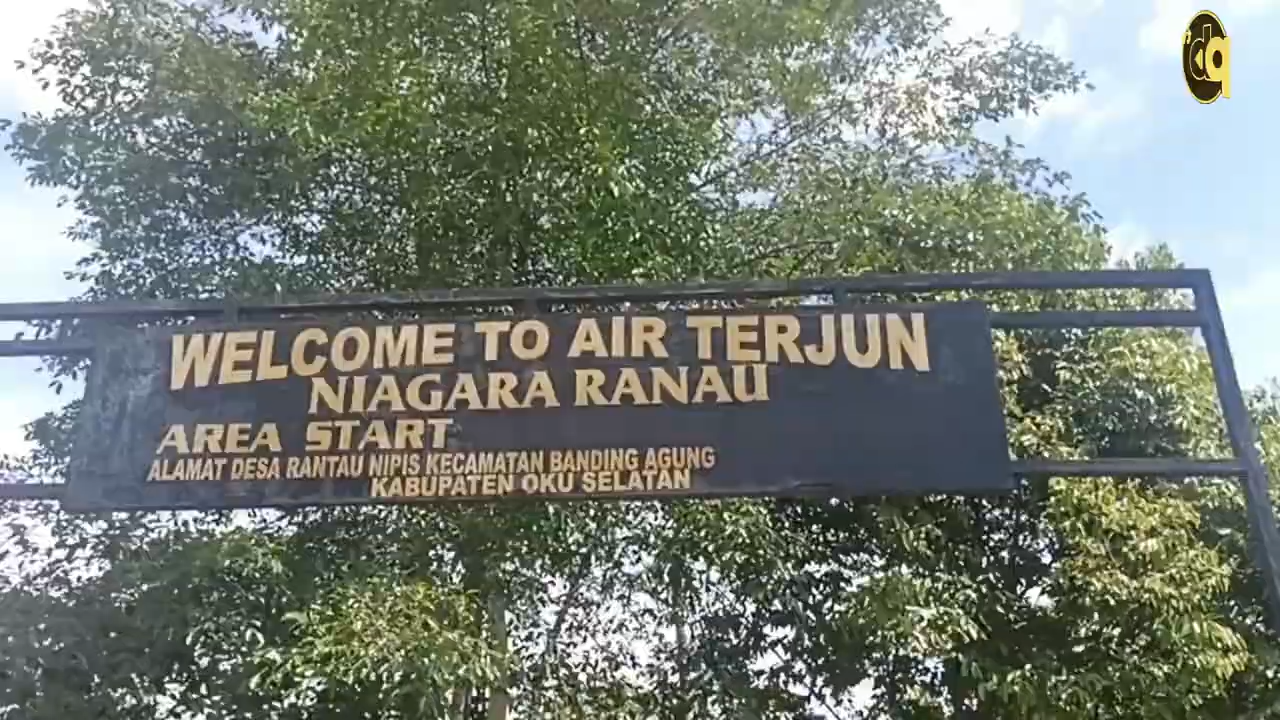 WELCOME TO AIR TERJUN
NIAGARA RANAU
AREA START
ALAMAT DESA RANTAU NIPIS KECAMATAN BANDING AGUNG
KABUPATEN OKU SELATAN